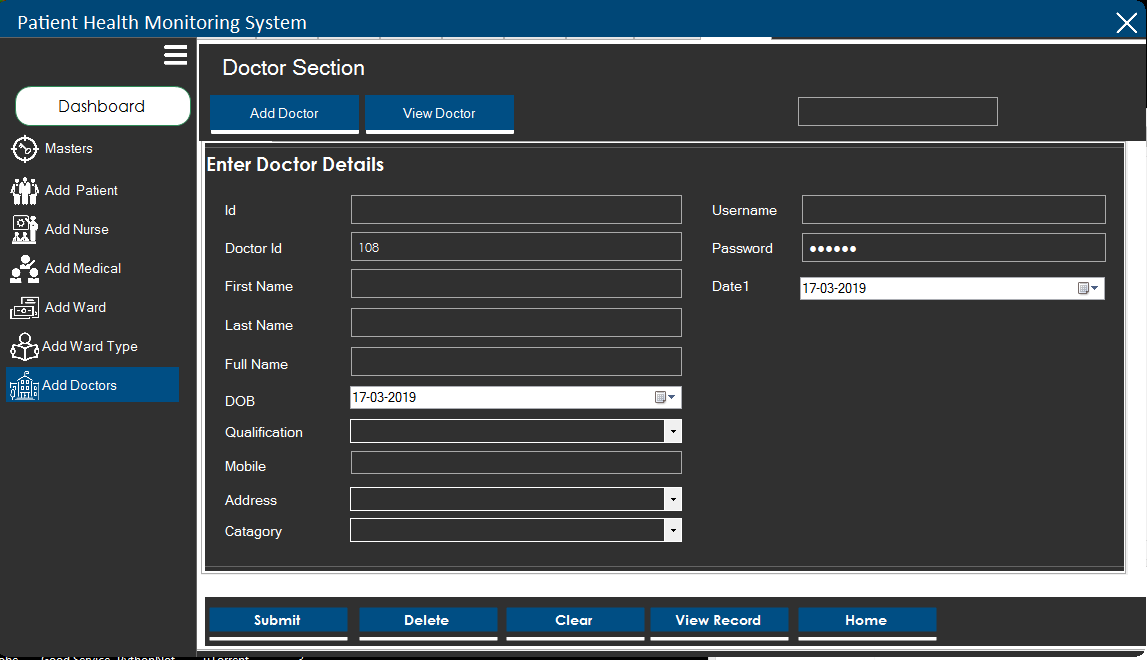 Patient Health Monitoring System
Doctor Section
Dashboard
Add Doctor
View Doctor
Masters
Add Patient
Add Nurse
Add Medical
Add Ward
Add Ward Type
Add Doctors
Enter Doctor Details
Id
Doctor Id
108
First Name
Last Name
Full Name
DOB
17-03-2019
Qualification
Mobile
Address
Catagory
Username
Password
●●●●●●
Date1
17-03-2019
Submit
Delete
Clear
View Record
Home